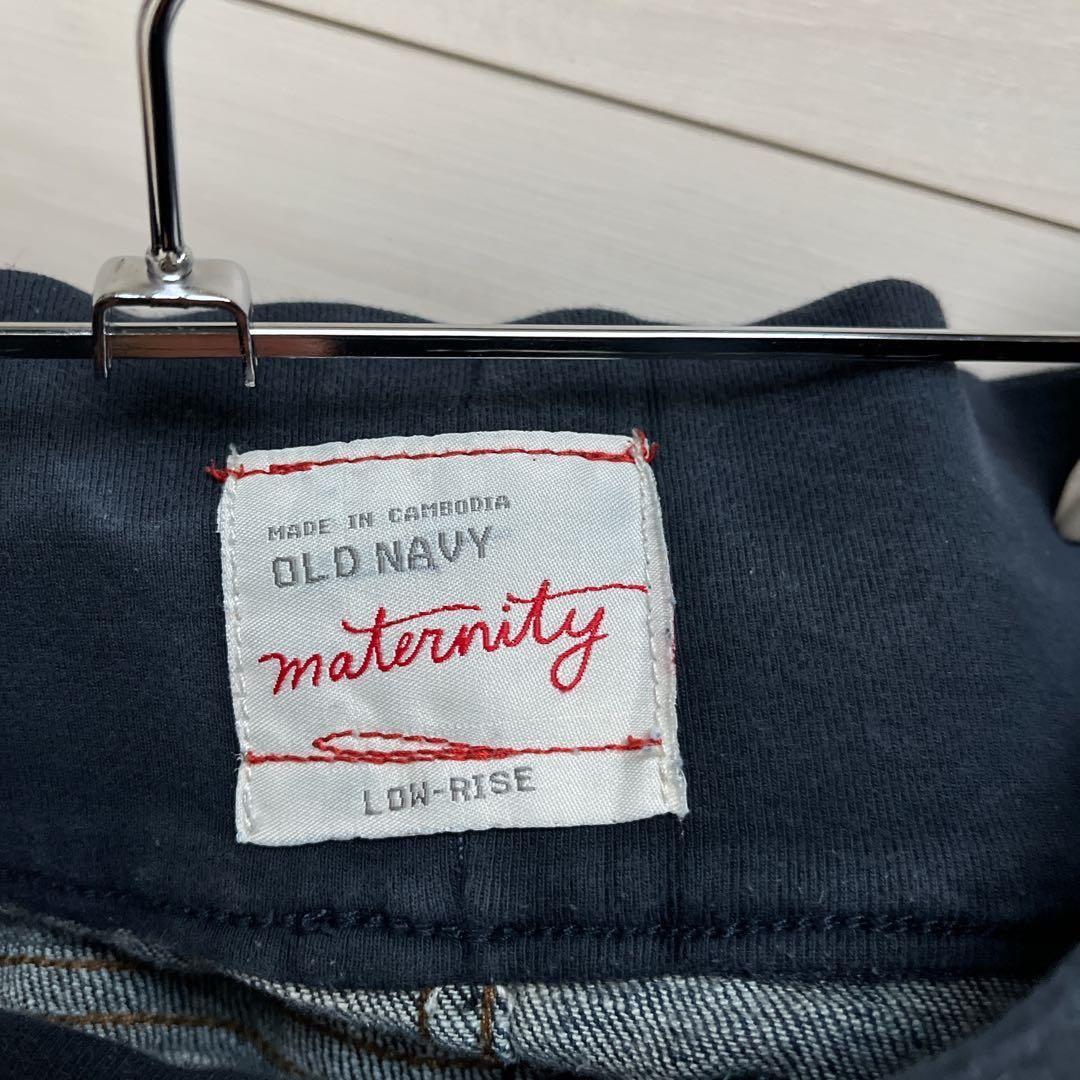 MADE IN CAMBODIA
OLD NAVY
maternity
LOW-RISE